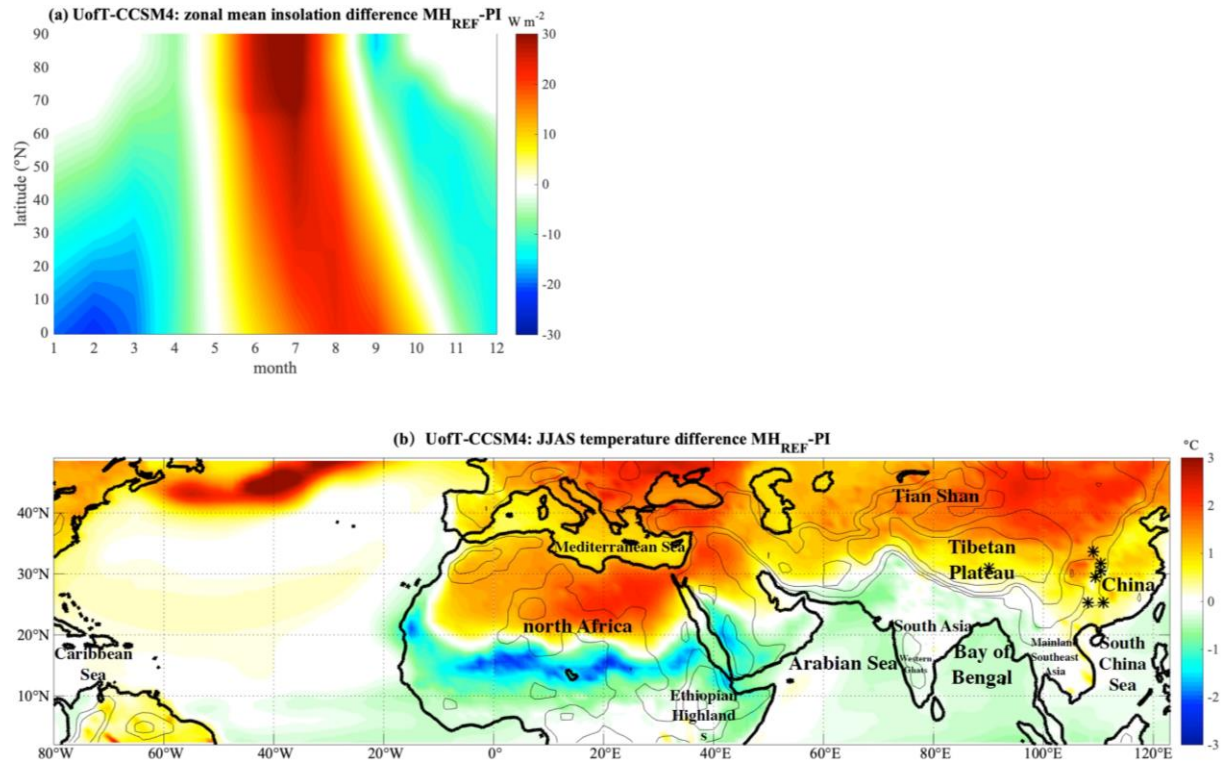 (a) UofT-CCSM4: zonal mean insolation difference MH_REF-PI
W m-2
90
80
70
60
50
40
30
20
10
0
latitude (°N)
1 2 3 4 5 6 7 8 9 10 11 12
month
30
20
10
0
-10
-20
-30
(b) UofT-CCSM4: JJAS temperature difference MH_REF-PI
°C
40°N
30°N
20°N
10°N
Tian Shan
Mediterranean Sea
Tibetan
Plateau
China
north Africa
South Asia
Caribbean
Sea
Arabian Sea
Western
Ghats
Bay of
Bengal
Mainland
Southeast
Asia
South
China
Sea
Ethiopian
Highland
s
80°W 60°W 40°W 20°W 0° 20°E 40°E 60°E 80°E 100°E 120°E
3
2
1
0
-1
-2
-3